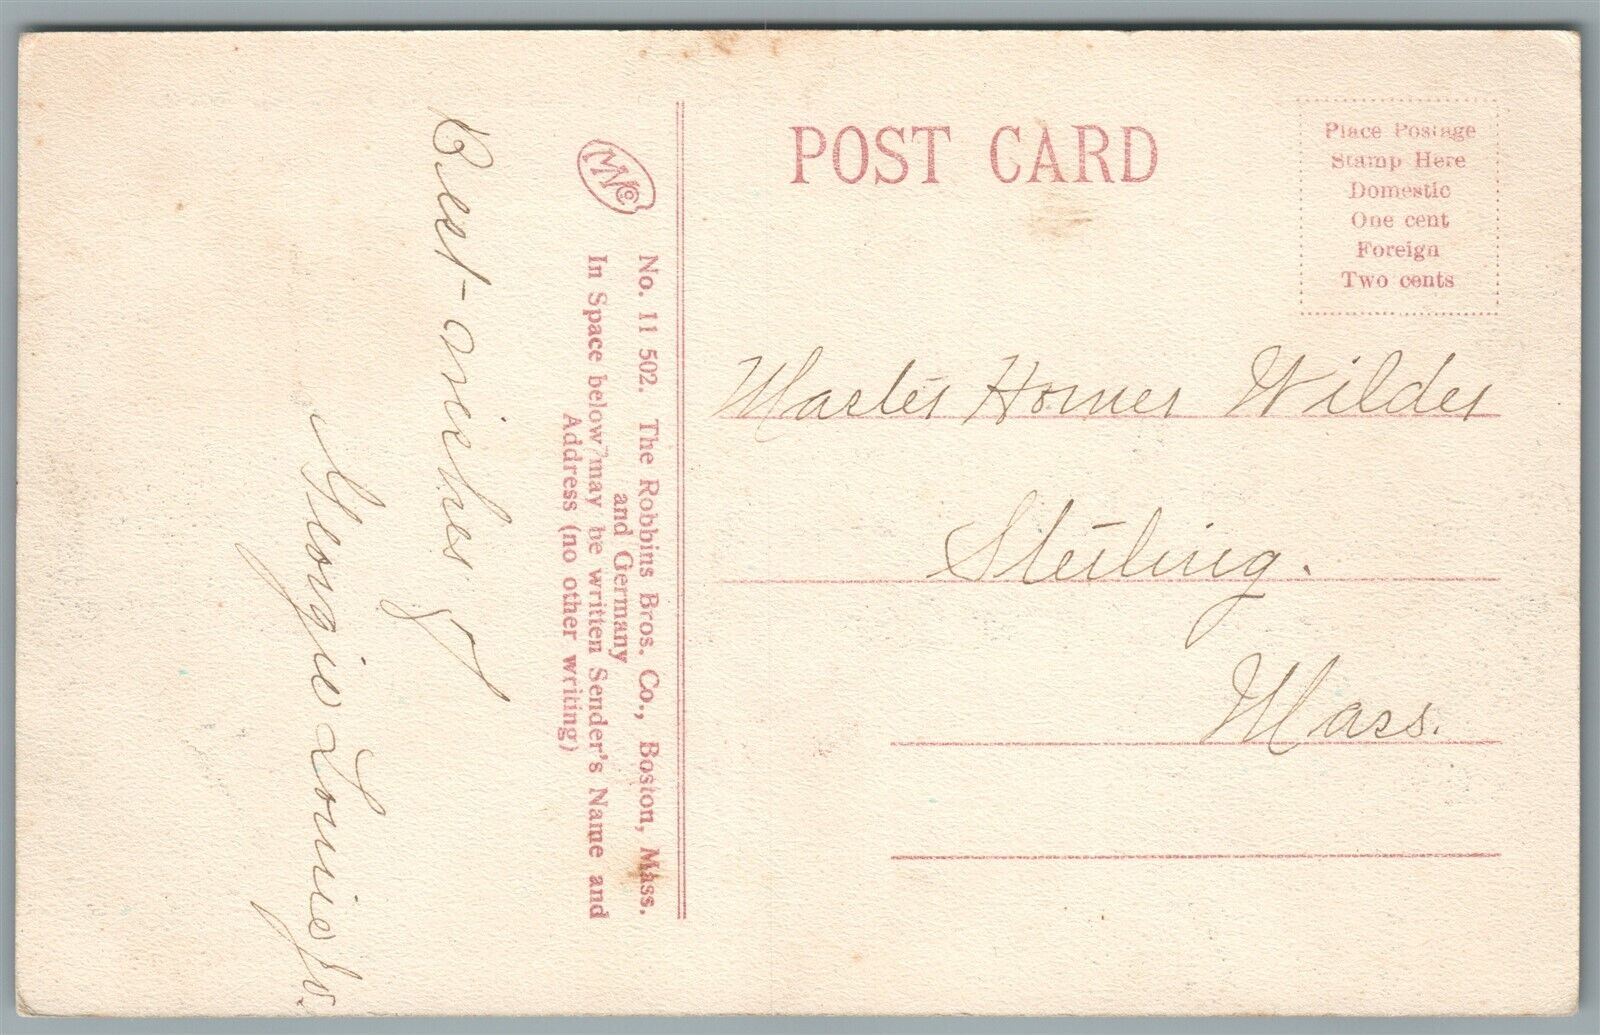 POST CARD
Place Postage
Stamp Here
Domestic
One cent
Foreign
Two cents
Master Homer Wilder
Sterling.
Mass.
No. 11 502. The Robbins Bros. Co., Boston, Mass.
and Germany
In Space below may be written Sender's Name and
Address (no other writing)
Best-wishes
Georgie Louise